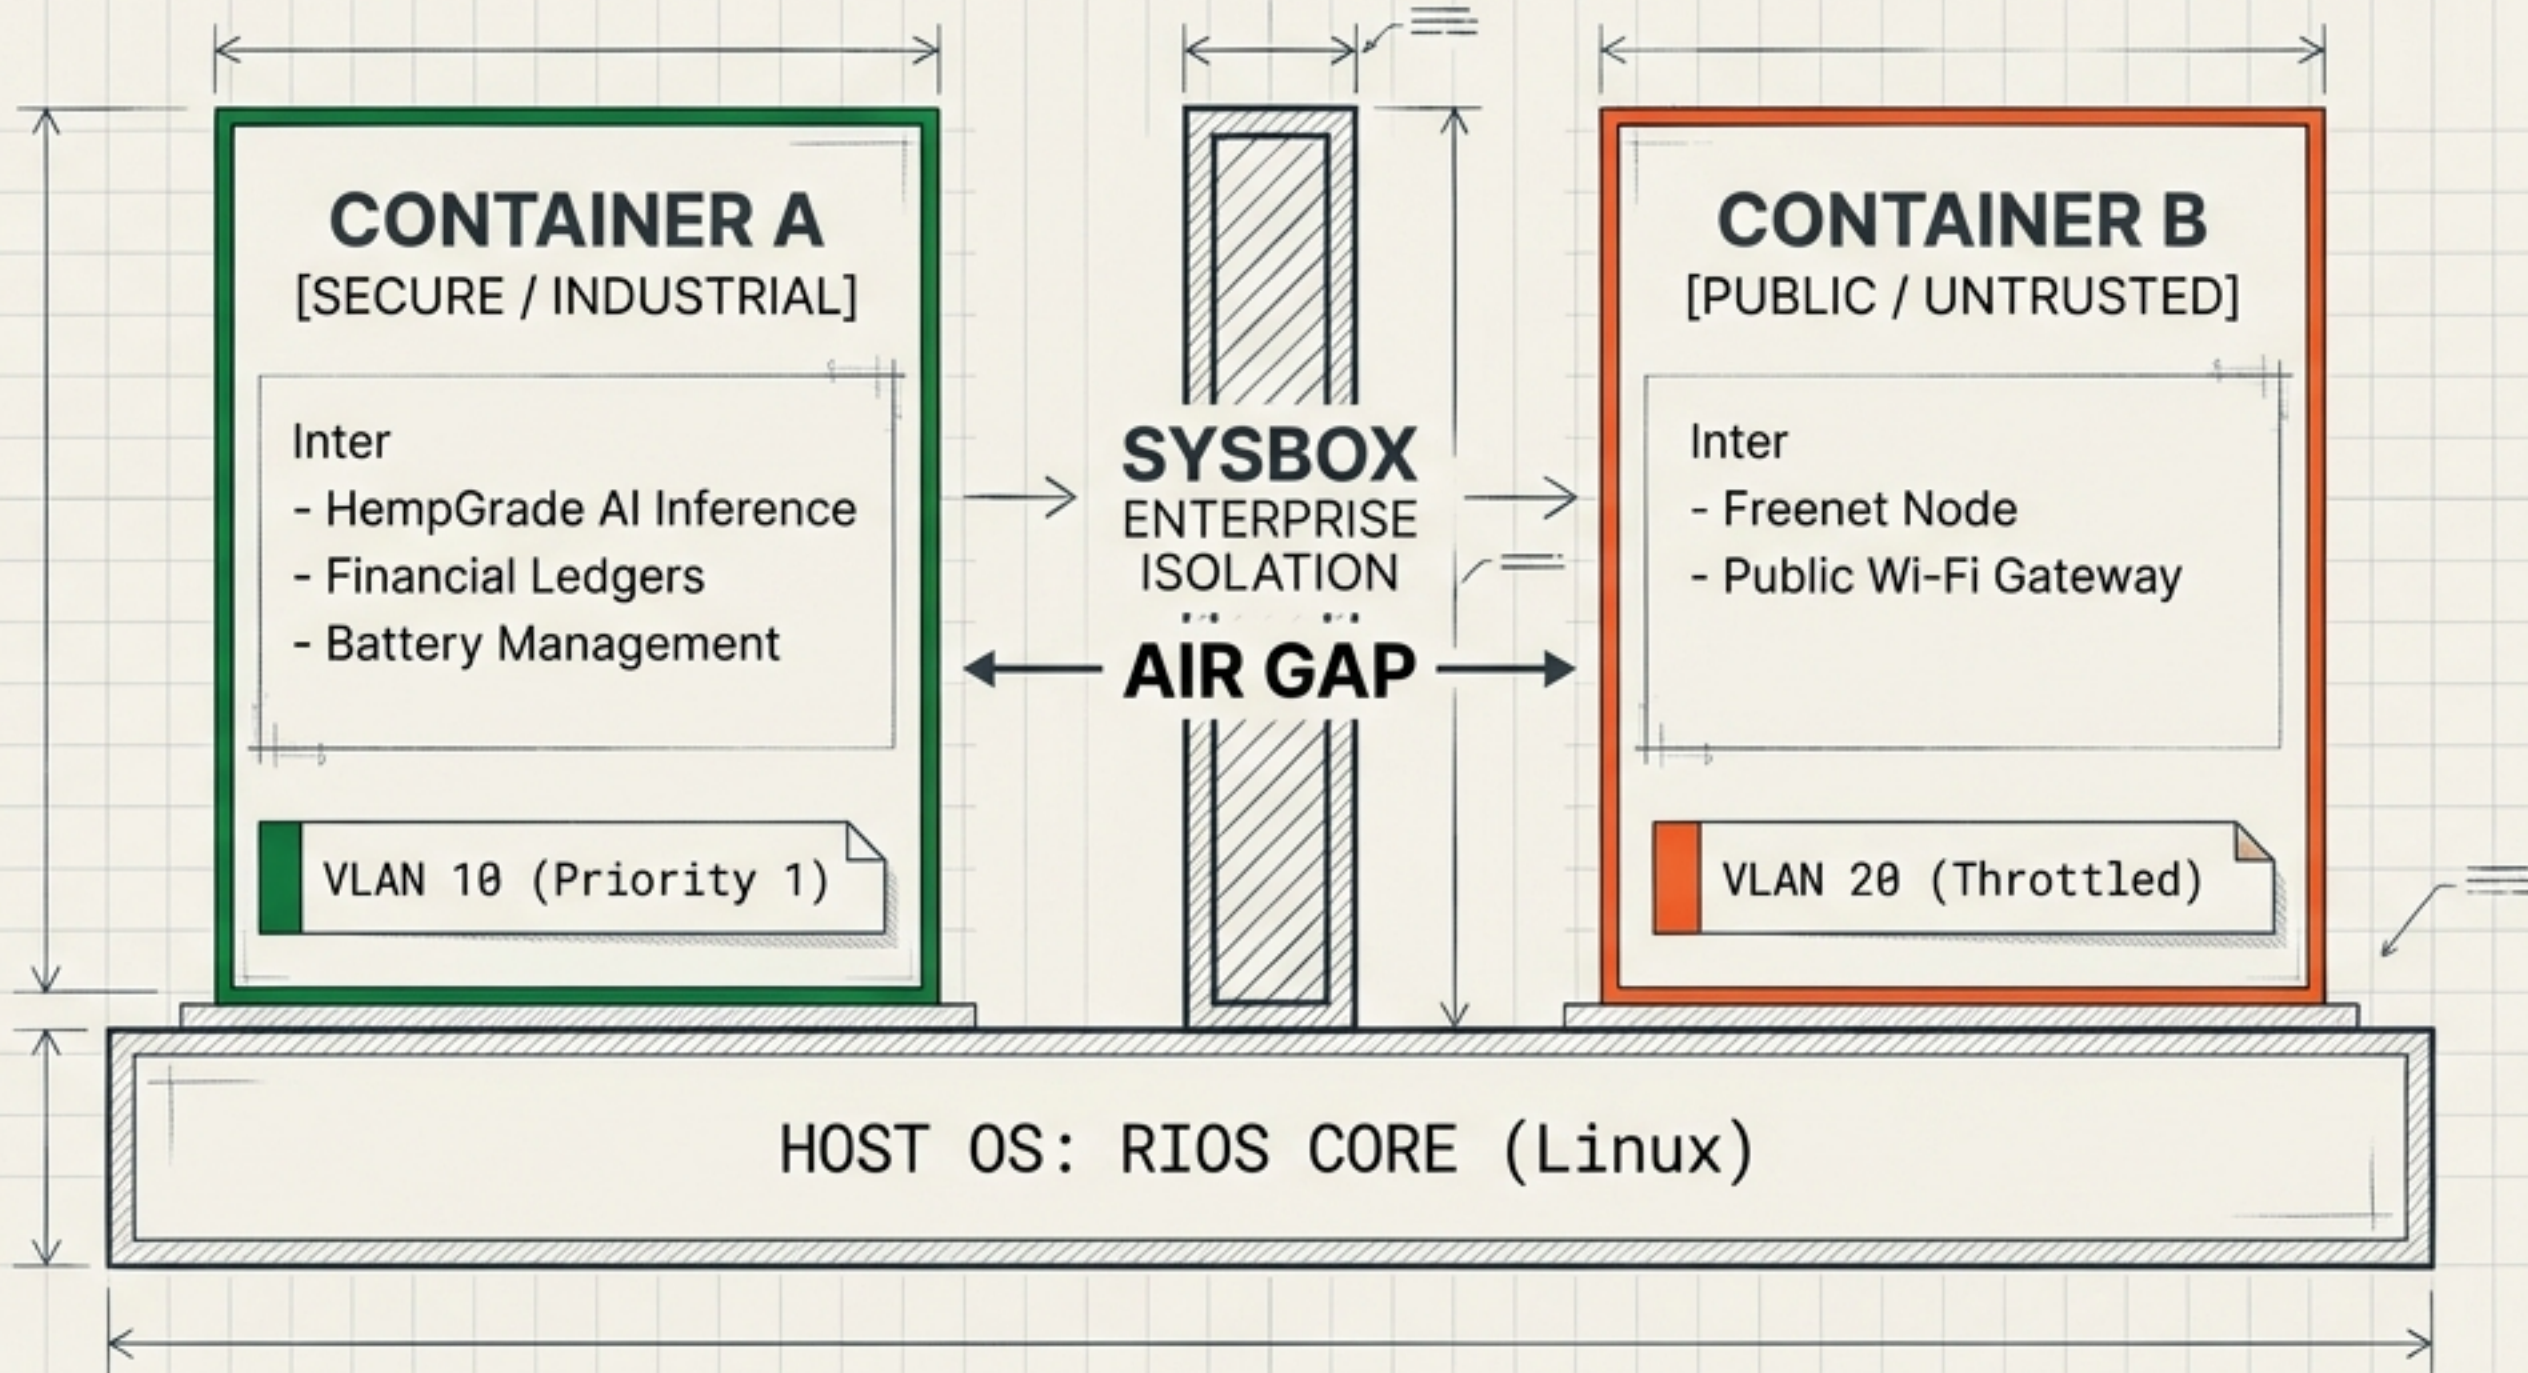 CONTAINER A
[SECURE / INDUSTRIAL]
Inter
- HempGrade AI Inference
- Financial Ledgers
- Battery Management
VLAN 10 (Priority 1)
SYSBOX
ENTERPRISE
ISOLATION
AIR GAP
CONTAINER B
[PUBLIC / UNTRUSTED]
Inter
- Freenet Node
- Public Wi-Fi Gateway
VLAN 20 (Throttled)
HOST OS: RIOS CORE (Linux)